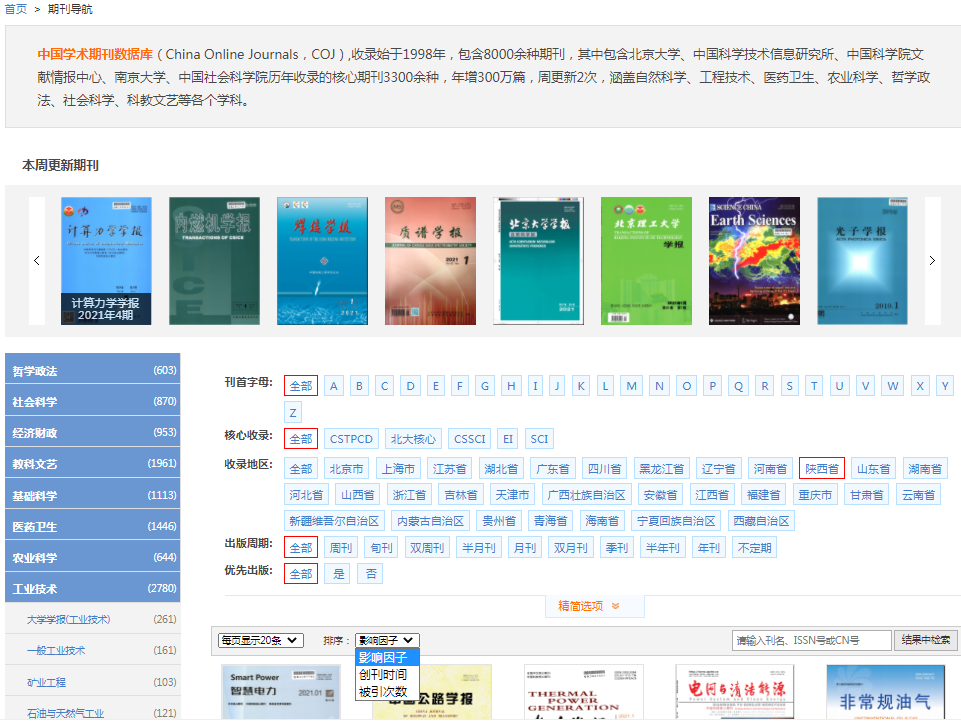 首页 > 期刊导航
中国学术期刊数据库（China Online Journals，COJ）,收录始于1998年，包含8000余种期刊，其中包含北京大学、中国科学技术信息研究所、中国科学院文
献情报中心、南京大学、中国社会科学院历年收录的核心期刊3300余种，年增300万篇，周更新2次，涵盖自然科学、工程技术、医药卫生、农业科学、哲学政
法、社会科学、科教文艺等各个学科。
本周更新期刊
计算力学学报
计算力学学报
2021年4期
内燃机学报
TRANSACTIONS OF CSICE
焊接学报
2021
质谱学报
2021 1
北京大学学报
2021
北京理工大学
学报
SCIENCE CHINA
Earth Sciences
光子学报
ACTA PHOTONICA SINICA
2019.1
哲学政法 (603)
社会科学 (870)
经济财政 (953)
教科文艺 (1961)
基础科学 (1113)
医药卫生 (1446)
农业科学 (644)
工业技术 (2780)
大学学报(工业技术) (261)
一般工业技术 (161)
矿业工程 (103)
石油与天然气工业 (121)
刊首字母: 全部 A B C D E F G H I J K L M N O P Q R S T U V W X Y
Z
核心收录: 全部 CSTPCD 北大核心 CSSCI EI SCI
收录地区: 全部 北京市 上海市 江苏省 湖北省 广东省 四川省 黑龙江省 辽宁省 河南省 陕西省 山东省 湖南省
河北省 山西省 浙江省 吉林省 天津市 广西壮族自治区 安徽省 江西省 福建省 重庆市 甘肃省 云南省
新疆维吾尔自治区 内蒙古自治区 贵州省 青海省 海南省 宁夏回族自治区 西藏自治区
出版周期: 全部 周刊 旬刊 双周刊 半月刊 月刊 双月刊 季刊 半年刊 年刊 不定期
优先出版: 全部 是 否
精简选项
每页显示20条 排序： 影响因子 请输入刊名、ISSN号或CN号 结果中检索
影响因子
创刊时间
被引次数
Smart Power
智慧电力 2021.01
公路学报
THERMAL
POWER
GENERATION
2021.1
电网与清洁能源
非常规油气